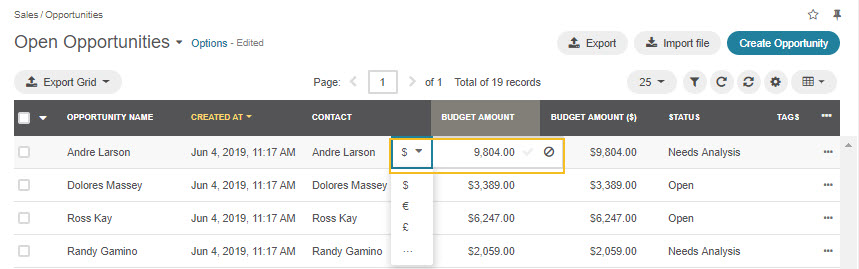 Sales / Opportunities
Open Opportunities Options - Edited Export Import file Create Opportunity
Export Grid Page: 1 of 1 Total of 19 records 25
OPPORTUNITY NAME CREATED AT CONTACT BUDGET AMOUNT BUDGET AMOUNT ($) STATUS TAGS ...
Andre Larson Jun 4, 2019, 11:17 AM Andre Larson $ 9,804.00 $9,804.00 Needs Analysis ...
Dolores Massey Jun 4, 2019, 11:17 AM Dolores Massey $ $3,389.00 $3,389.00 Open ...
€
Ross Kay Jun 4, 2019, 11:17 AM Ross Kay £ $6,247.00 $6,247.00 Open ...
Randy Gamino Jun 4, 2019, 11:17 AM Randy Gamino ... $2,059.00 $2,059.00 Needs Analysis ...